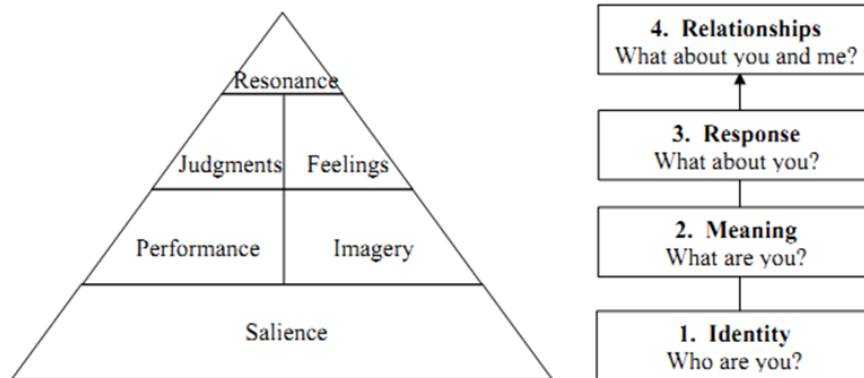 Resonance
Judgments Feelings
Performance Imagery
Salience
4. Relationships
What about you and me?
3. Response
What about you?
2. Meaning
What are you?
1. Identity
Who are you?